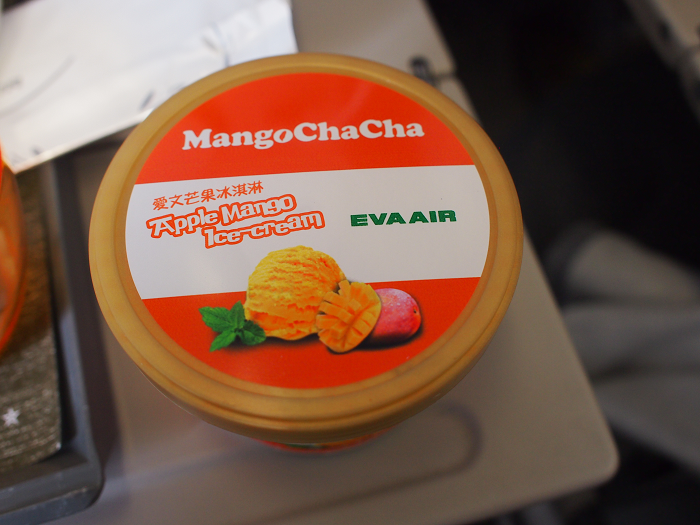 MangoChaCha
愛文芒果冰淇淋
Apple Mango
Ice-cream
EVA AIR